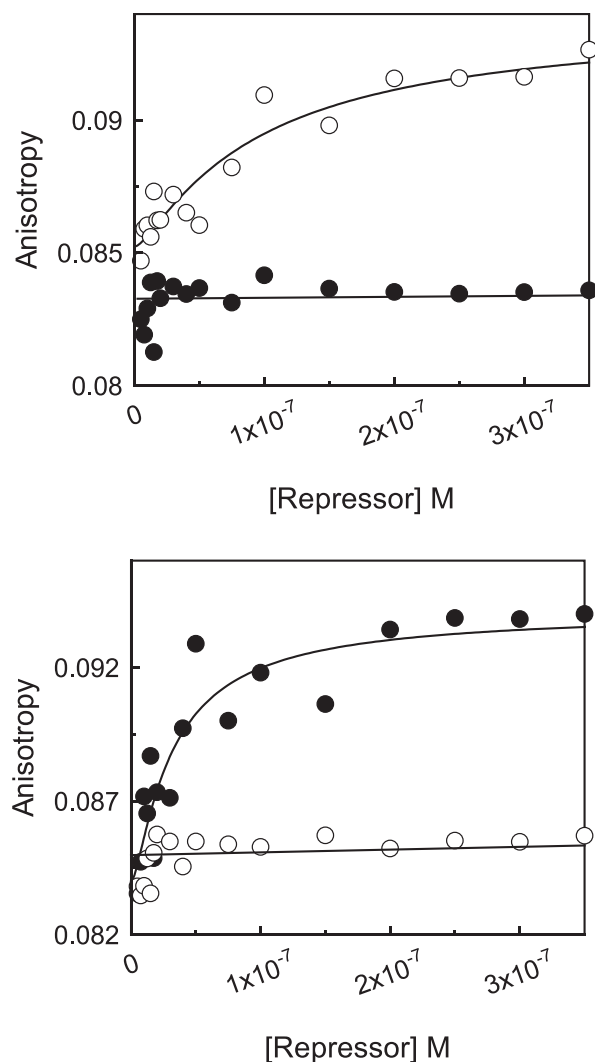 Anisotropy
0.09
0.085
0.08
0
1x10⁻⁷
2x10⁻⁷
3x10⁻⁷
[Repressor] M
Anisotropy
0.092
0.087
0.082
0
1x10⁻⁷
2x10⁻⁷
3x10⁻⁷
[Repressor] M